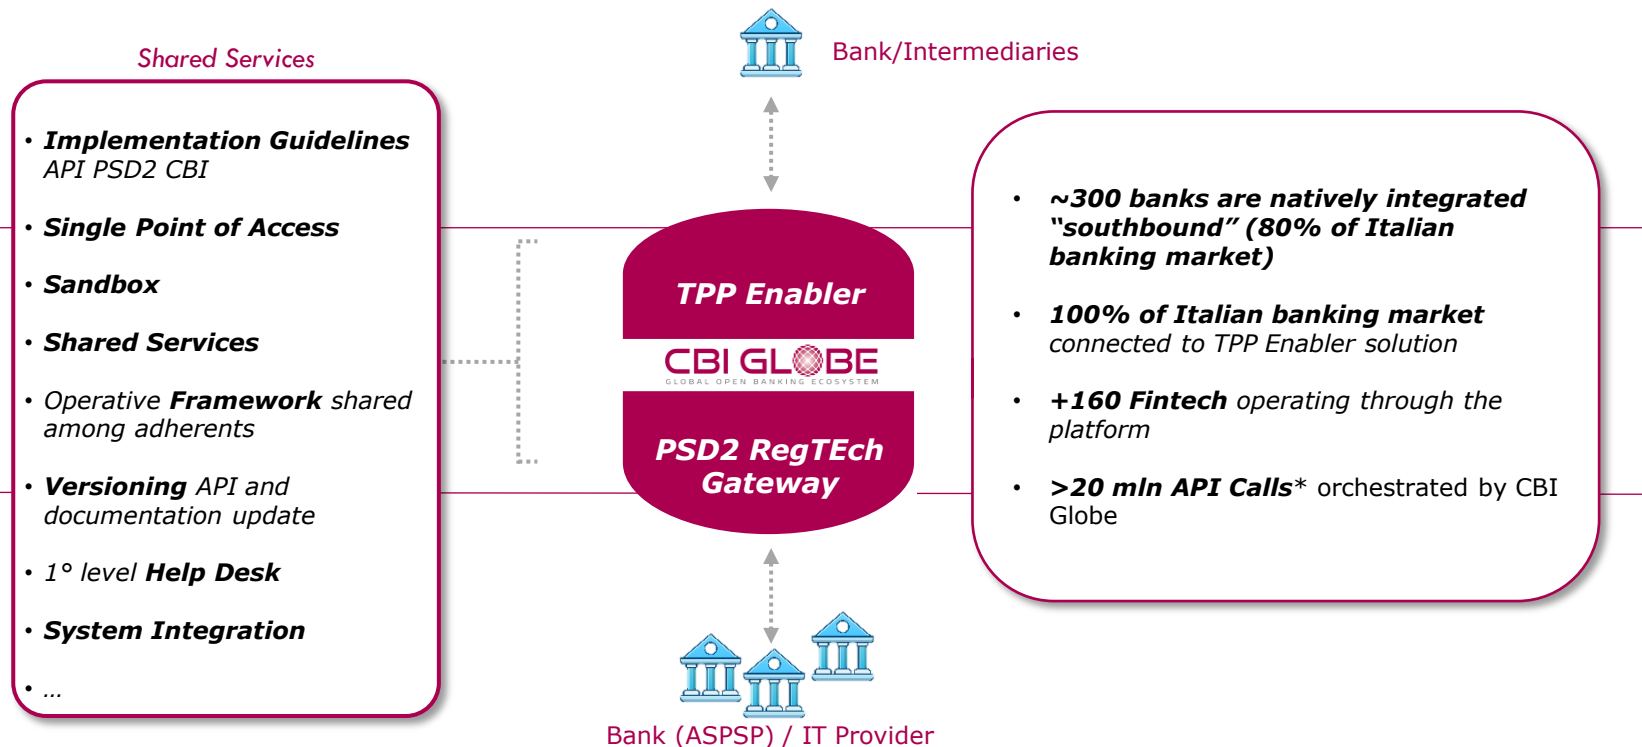 Shared Services
• Implementation Guidelines
API PSD2 CBI
• Single Point of Access
• Sandbox
• Shared Services
• Operative Framework shared
among adherents
• Versioning API and
documentation update
• 1° level Help Desk
• System Integration
• ...
Bank/Intermediaries
TPP Enabler
CBI GLOBE
GLOBAL OPEN BANKING ECOSYSTEM
PSD2 RegTEch
Gateway
Bank (ASPSP) / IT Provider
• ~300 banks are natively integrated
“southbound” (80% of Italian
banking market)
• 100% of Italian banking market
connected to TPP Enabler solution
• +160 Fintech operating through the
platform
• >20 mln API Calls* orchestrated by CBI
Globe